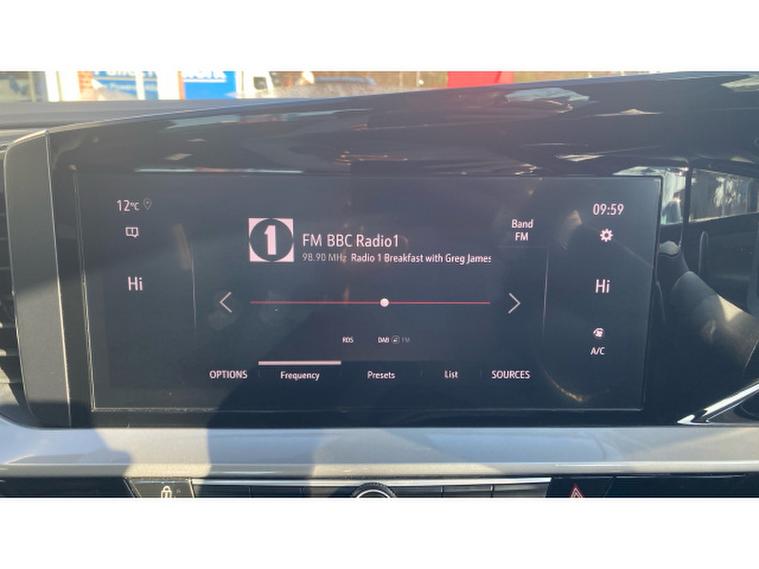 12°C
09:59
1
FM BBC Radio1
Band
FM
98.90 MHz Radio 1 Breakfast with Greg James
Hi
Hi
RDS DAB FM
A/C
OPTIONS Frequency Presets List SOURCES